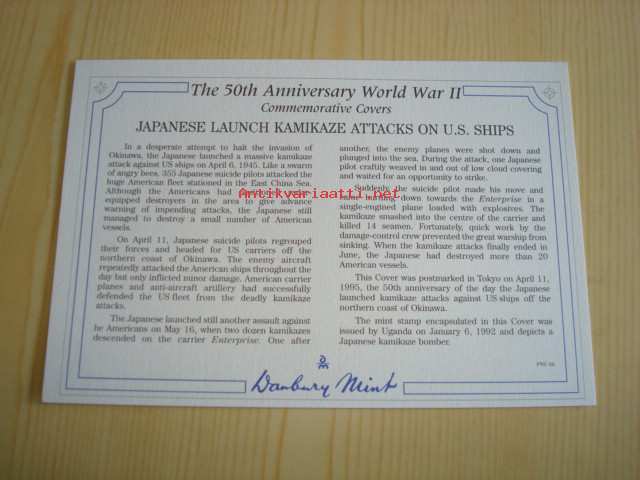 The 50th Anniversary World War II
Commemorative Covers
JAPANESE LAUNCH KAMIKAZE ATTACKS ON U.S. SHIPS
In a desperate attempt to halt the invasion of
Okinawa, the Japanese launched a massive kamikaze
attack against US ships on April 6, 1945. Like a swarm
of angry bees, 355 Japanese suicide pilots attacked the
huge American fleet stationed in the East China Sea.
Although the Americans had
equipped destroyers in the area to give advance
warning of impending attacks, the Japanese still
managed to destroy a small number of American
vessels.
On April 11, Japanese suicide pilots regrouped
their forces and headed for US carriers off the
northern coast of Okinawa. The enemy aircraft
repeatedly attacked the American ships throughout the
day but only inflicted minor damage. American carrier
planes and anti-aircraft artillery had successfully
defended the US fleet from the deadly kamikaze
attacks.
The Japanese launched still another assault against
he Americans on May 16, when two dozen kamikazes
descended on the carrier Enterprise. One after
another, the enemy planes were shot down and
plunged into the sea. During the attack, one Japanese
pilot craftily weaved in and out of low cloud covering
and waited for an opportunity to strike.
Suddenly, the suicide pilot made his move and
came hurtling down towards the Enterprise in a
single-engined plane loaded with explosives. The
kamikaze smashed into the centre of the carrier and
killed 14 seamen. Fortunately, quick work by the
damage-control crew prevented the great warship from
sinking. When the kamikaze attacks finally ended in
June, the Japanese had destroyed more than 20
American vessels.
This Cover was postmarked in Tokyo on April 11,
1995, the 50th anniversary of the day the Japanese
launched kamikaze attacks against US ships off the
northern coast of Okinawa.
The mint stamp encapsulated in this Cover was
issued by Uganda on January 6, 1992 and depicts a
Japanese kamikaze bomber.
D
m
Danbury Mint
Antikvariaatti.net